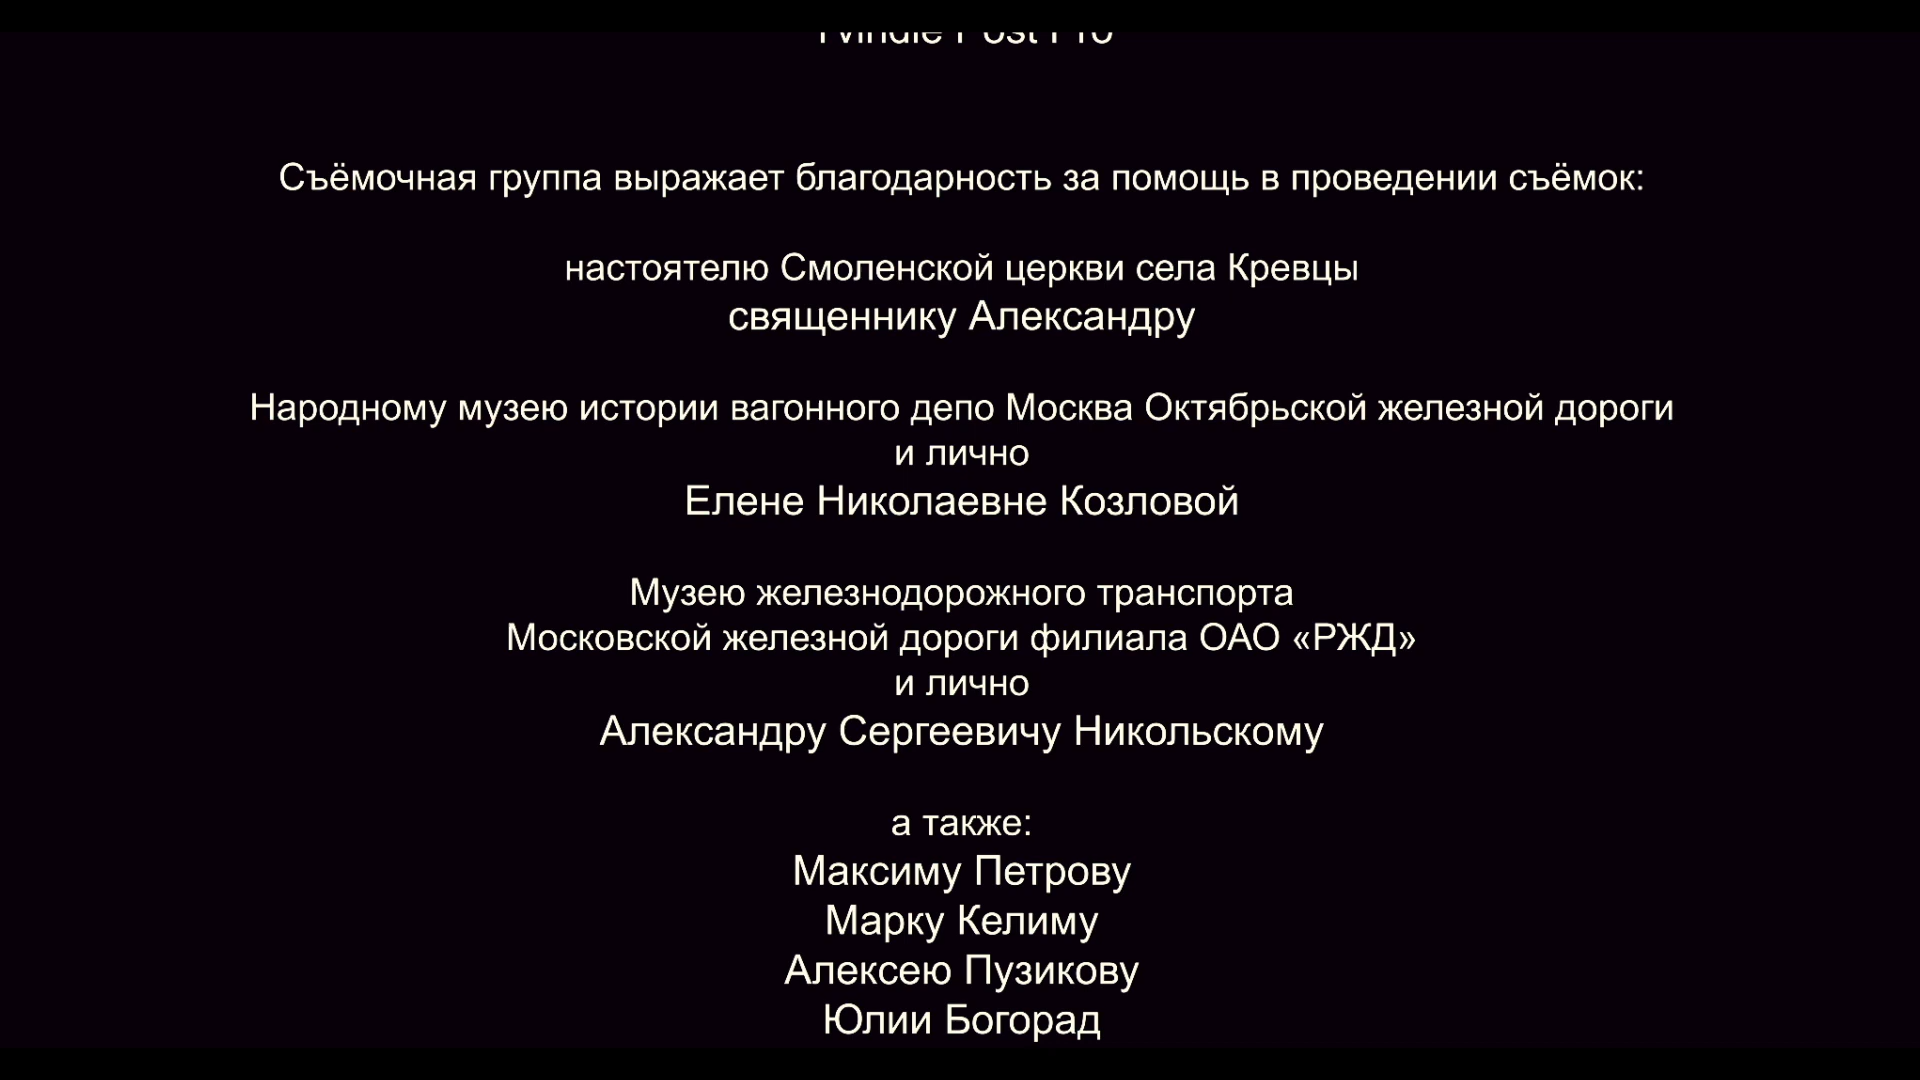 Post Pro
Съёмочная группа выражает благодарность за помощь в проведении съёмок:
настоятелю Смоленской церкви села Кревцы
священнику Александру
Народному музею истории вагонного депо Москва Октябрьской железной дороги
и лично
Елене Николаевне Козловой
Музею железнодорожного транспорта
Московской железной дороги филиала ОАО «РЖД»
и лично
Александру Сергеевичу Никольскому
а также:
Максиму Петрову
Марку Келиму
Алексею Пузикову
Юлии Богорад